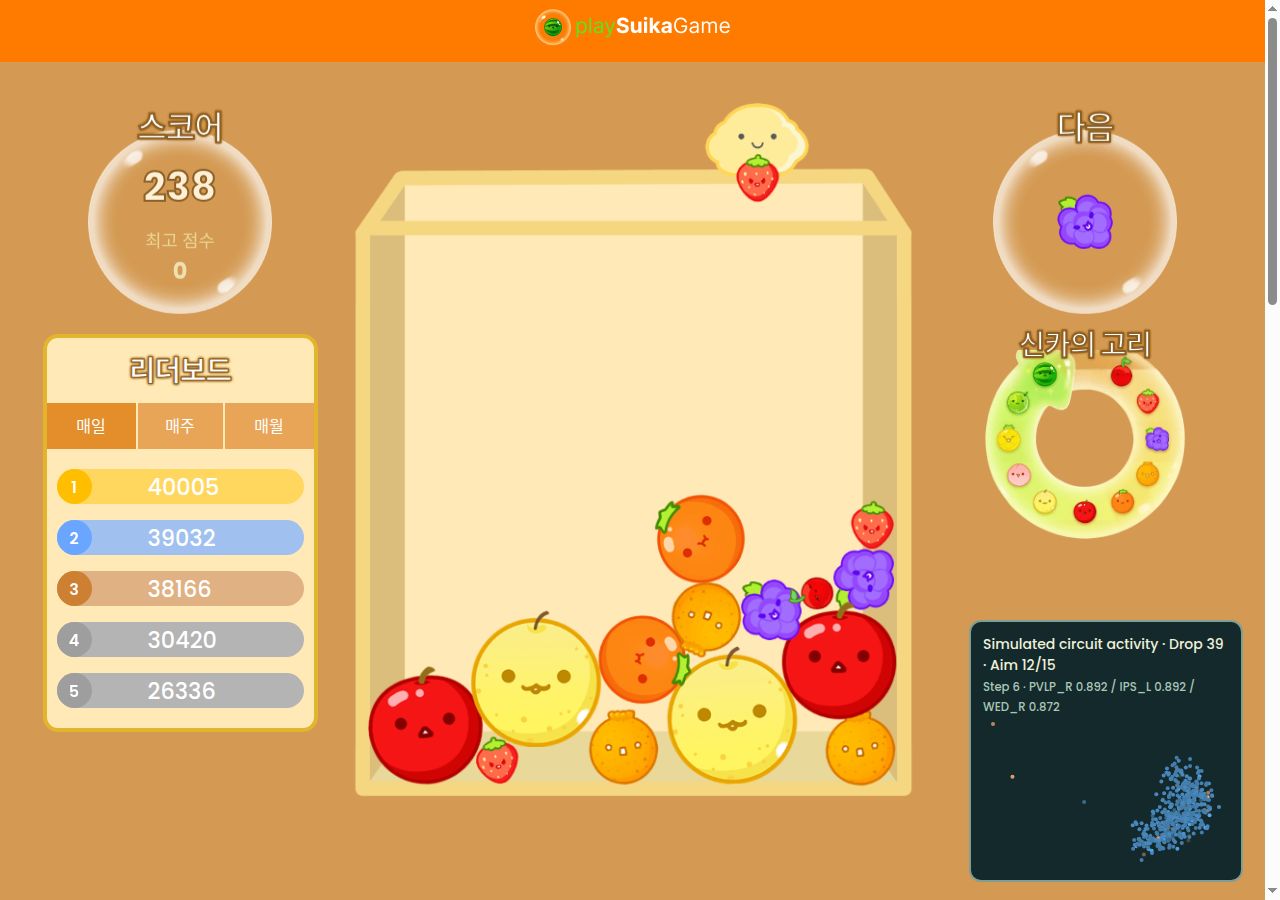 playSuikaGame
스코어
238
최고 점수
0
다음
리더보드
매일 매주 매월
1 40005
2 39032
3 38166
4 30420
5 26336
신카의 고리
Simulated circuit activity · Drop 39
· Aim 12/15
Step 6 · PVLP_R 0.892 / IPS_L 0.892 /
WED_R 0.872